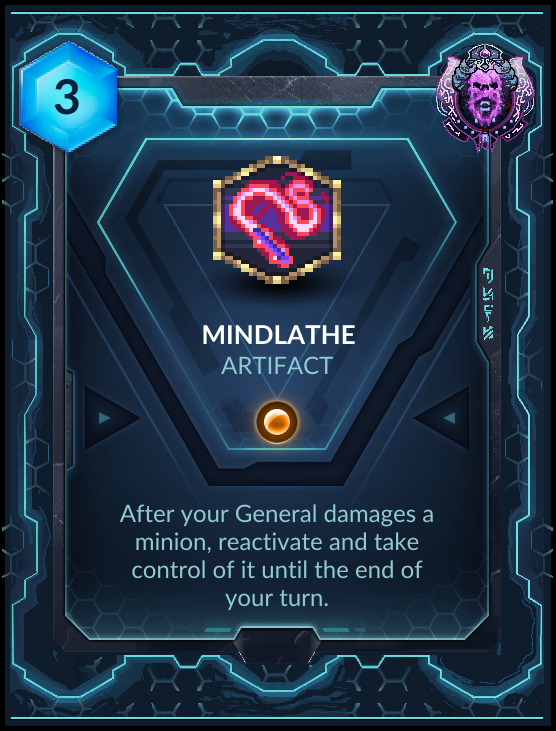 3
MINDLATHE
ARTIFACT
After your General damages a
minion, reactivate and take
control of it until the end of
your turn.